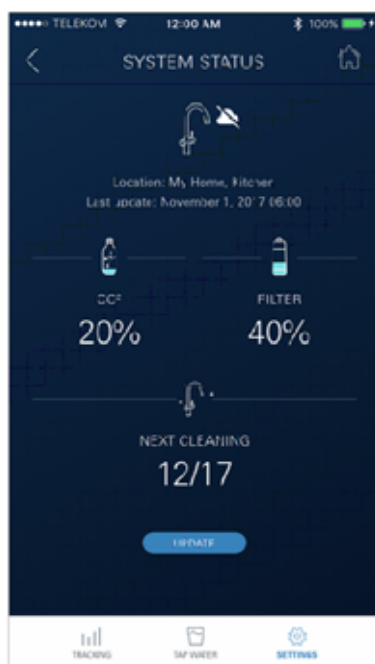 TELEKOM 12:00 AM 100%
SYSTEM STATUS
Location: My Home, Kitchen
Last update: November 1, 2017 06:00
CO² FILTER
20% 40%
NEXT CLEANING
12/17
UPDATE
TRACKING TAP WATER SETTINGS